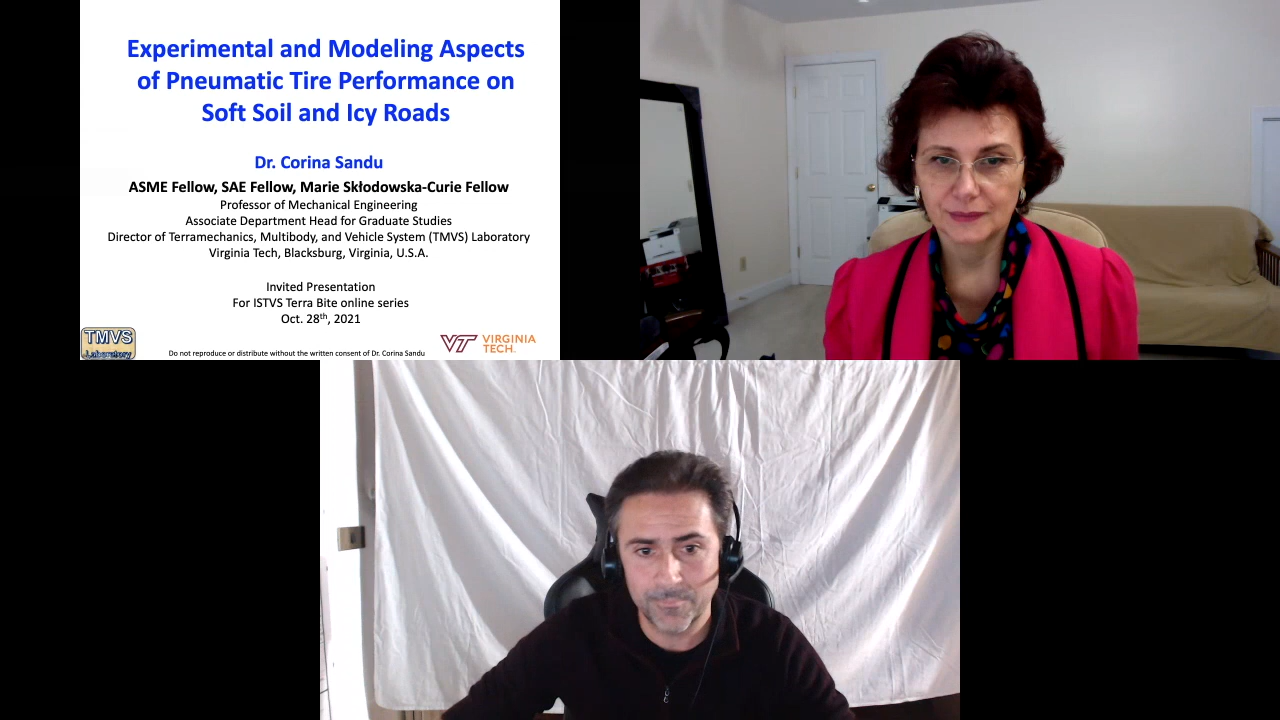 Experimental and Modeling Aspects
of Pneumatic Tire Performance on
Soft Soil and Icy Roads
Dr. Corina Sandu
ASME Fellow, SAE Fellow, Marie Skłodowska-Curie Fellow
Professor of Mechanical Engineering
Associate Department Head for Graduate Studies
Director of Terramechanics, Multibody, and Vehicle System (TMVS) Laboratory
Virginia Tech, Blacksburg, Virginia, U.S.A.
Invited Presentation
For ISTVS Terra Bite online series
Oct. 28th, 2021
TMVS
Laboratory
VT VIRGINIA
TECH
Do not reproduce or distribute without the written consent of Dr. Corina Sandu